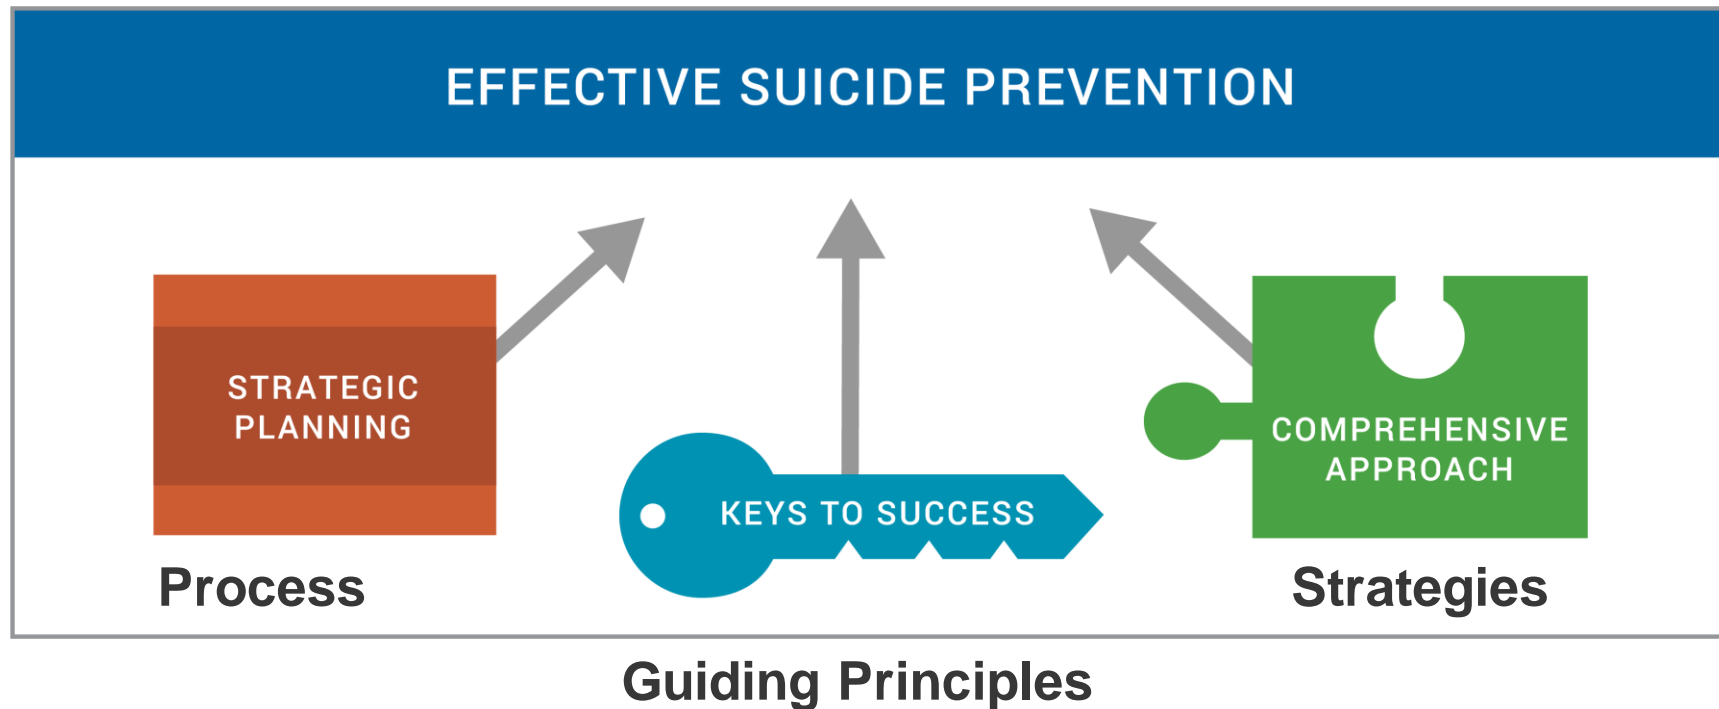 EFFECTIVE SUICIDE PREVENTION
STRATEGIC
PLANNING
Process
KEYS TO SUCCESS
Guiding Principles
COMPREHENSIVE
APPROACH
Strategies